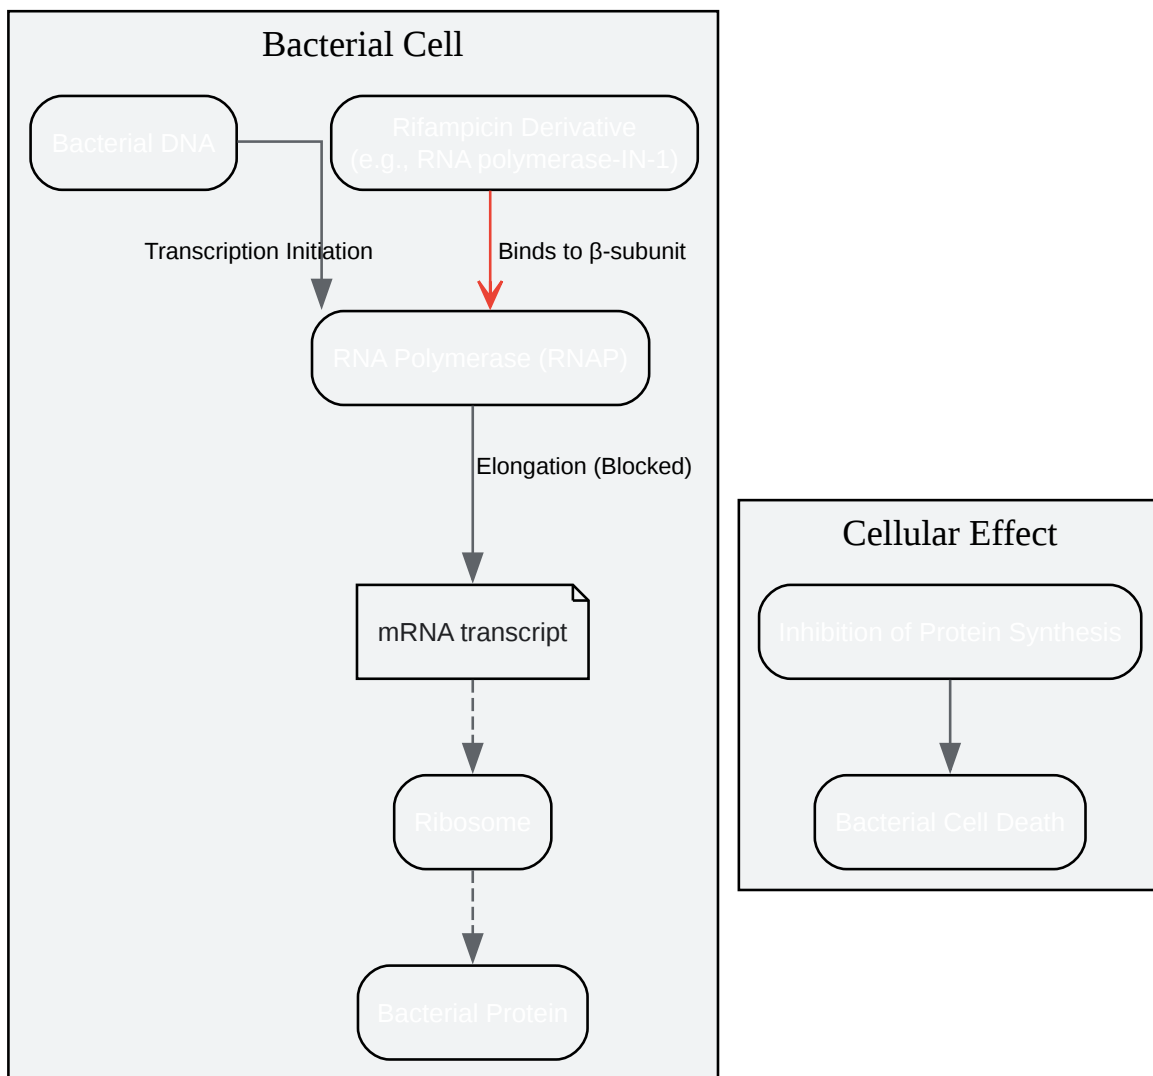 Bacterial Cell
Bacterial DNA
Rifampicin Derivative
(e.g., RNA polymerase-IN-1)
Transcription Initiation
Binds to β-subunit
RNA Polymerase (RNAP)
Elongation (Blocked)
mRNA transcript
Ribosome
Bacterial Protein
Cellular Effect
Inhibition of Protein Synthesis
Bacterial Cell Death